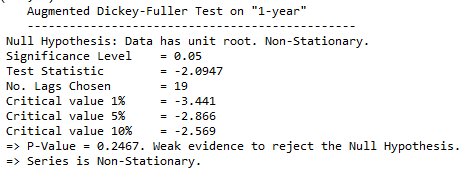 Augmented Dickey-Fuller Test on "1-year"
-----------------------------------------------
Null Hypothesis: Data has unit root. Non-Stationary.
Significance Level    = 0.05
Test Statistic        = -2.0947
No. Lags Chosen       = 19
Critical value 1%     = -3.441
Critical value 5%     = -2.866
Critical value 10%    = -2.569
=> P-Value = 0.2467. Weak evidence to reject the Null Hypothesis.
=> Series is Non-Stationary.